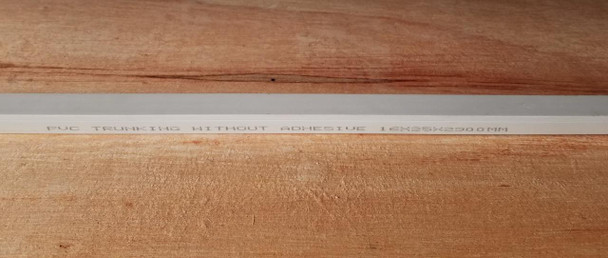 PVC TRUNKING WITHOUT ADHESIVE 16X25X2900MM